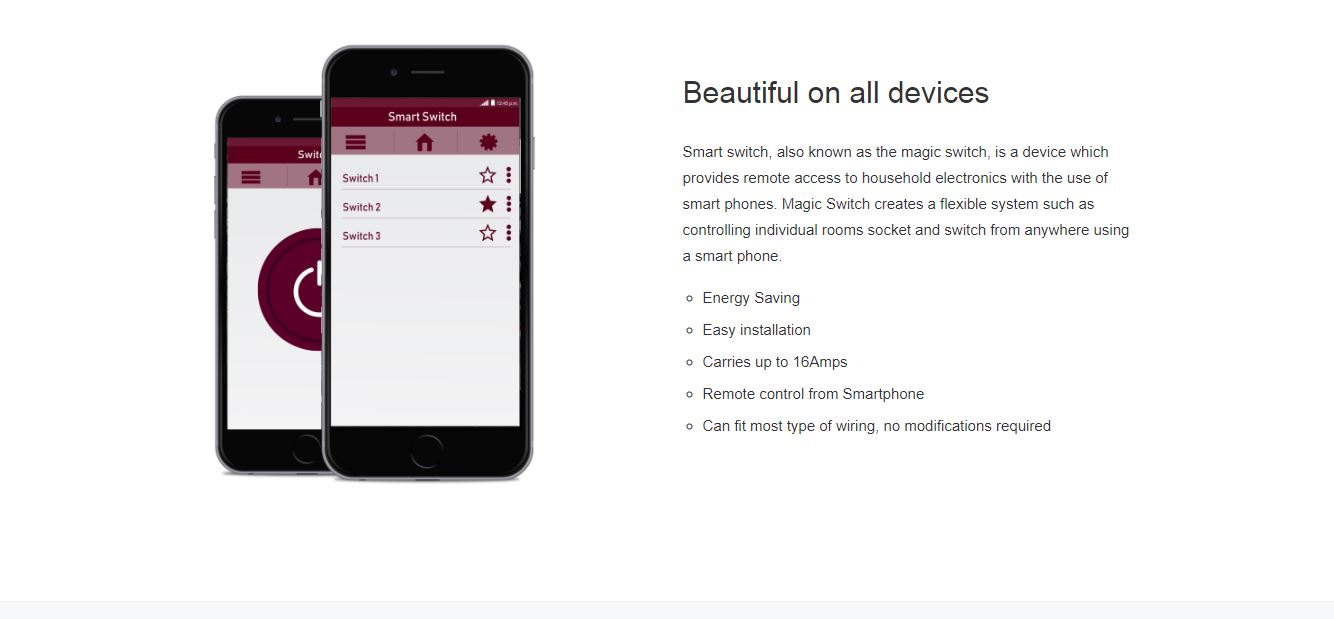 12:45 p.m.
Smart Switch
Switch 1
Switch 2
Switch 3
Beautiful on all devices
Smart switch, also known as the magic switch, is a device which
provides remote access to household electronics with the use of
smart phones. Magic Switch creates a flexible system such as
controlling individual rooms socket and switch from anywhere using
a smart phone.
Energy Saving
Easy installation
Carries up to 16Amps
Remote control from Smartphone
Can fit most type of wiring, no modifications required